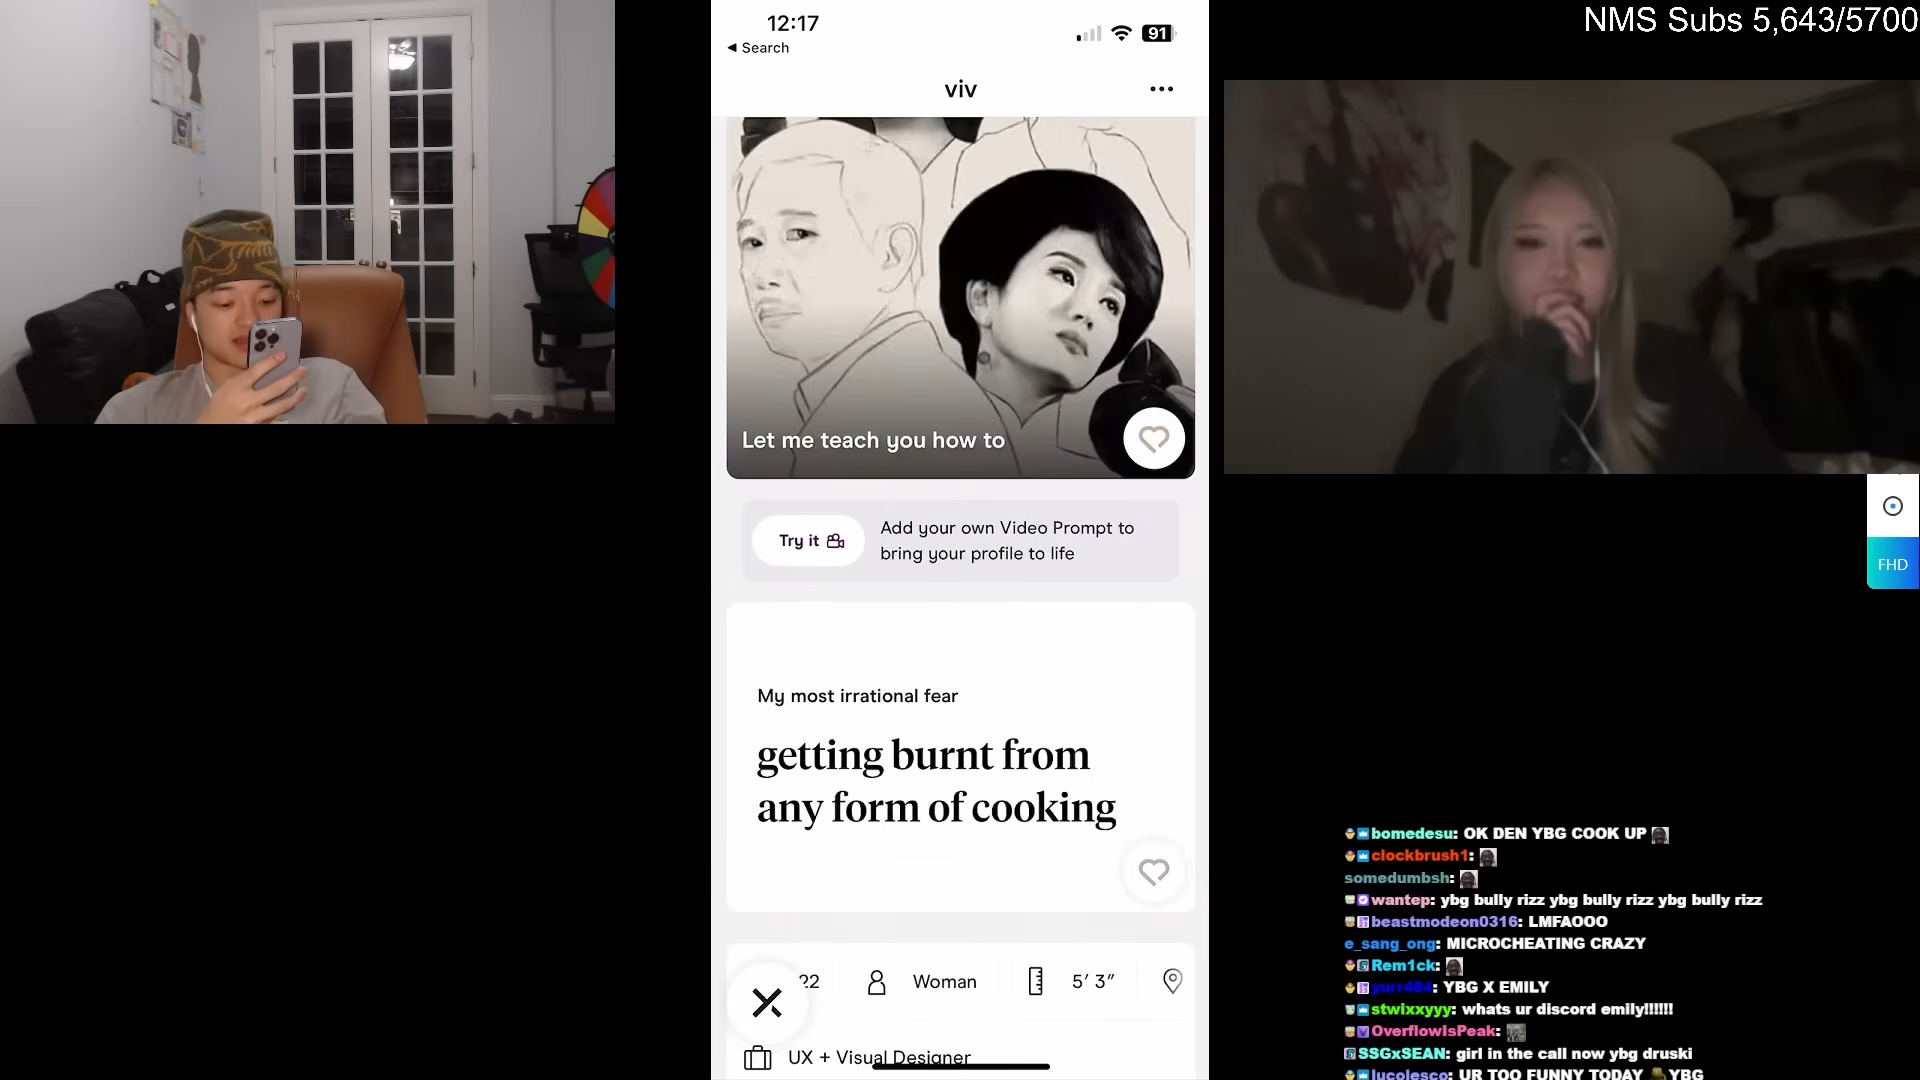 NMS Subs 5,643/5700
12:17
Search
91
viv
Let me teach you how to
Try it
Add your own Video Prompt to
bring your profile to life
My most irrational fear
getting burnt from
any form of cooking
22
Woman
5' 3"
UX + Visual Designer
FHD
bomedesu: OK DEN YBG COOK UP
clockbrush1:
somedumbsh:
wantep: ybg bully rizz ybg bully rizz ybg bully rizz
beastmodeon0316: LMFAOOO
e_sang_ong: MICROCHEATING CRAZY
Rem1ck:
yurr484: YBG X EMILY
stwixxyyy: whats ur discord emily!!!!!!
OverflowIsPeak:
SSGxSEAN: girl in the call now ybg druski
lucolesco: UR TOO FUNNY TODAY YBG